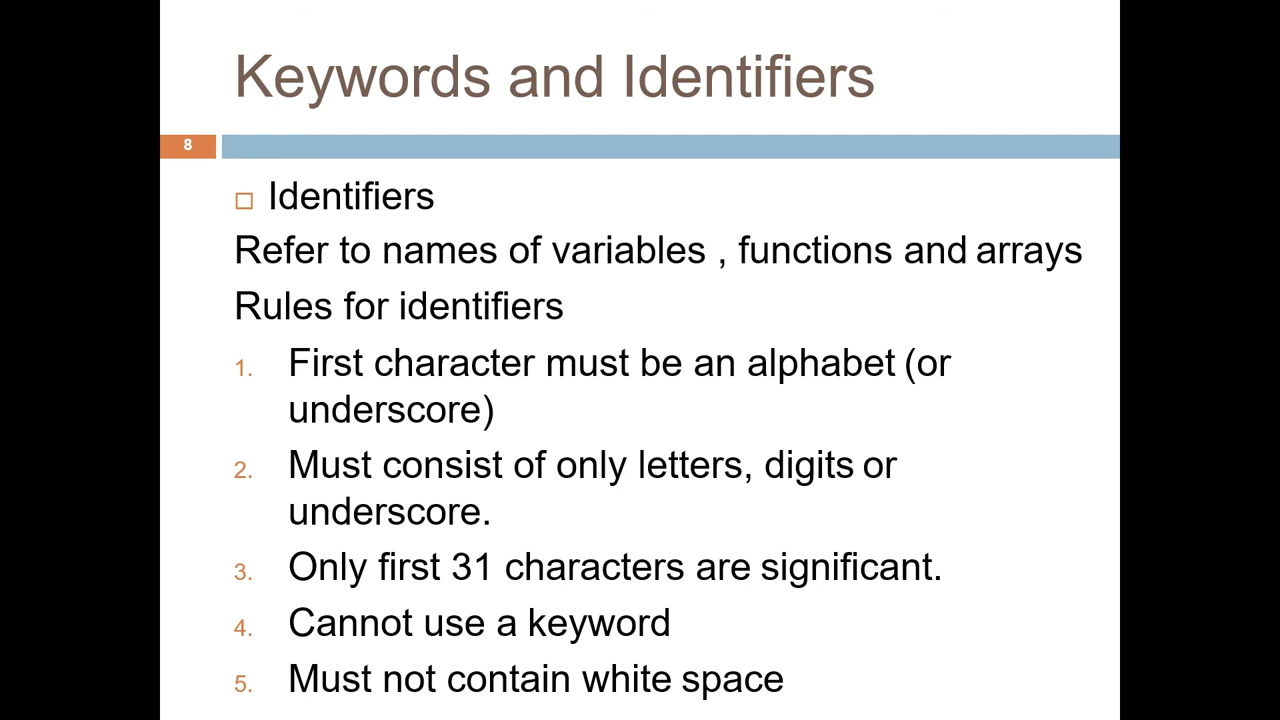 Keywords and Identifiers
8
Identifiers
Refer to names of variables , functions and arrays
Rules for identifiers
1. First character must be an alphabet (or
underscore)
2. Must consist of only letters, digits or
underscore.
3. Only first 31 characters are significant.
4. Cannot use a keyword
5. Must not contain white space